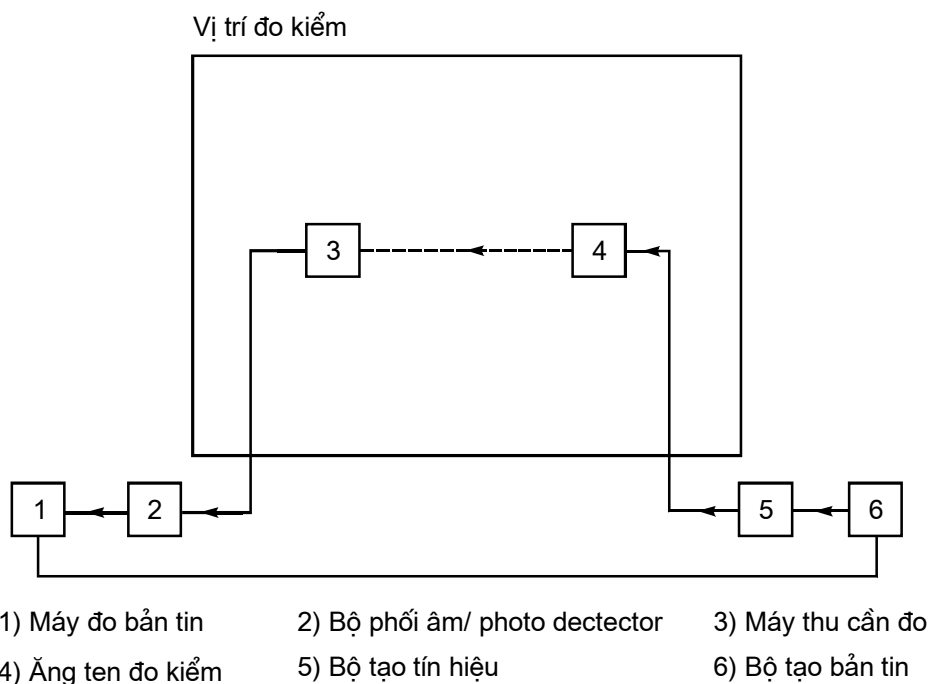 Vị trí đo kiểm
3
4
1
2
5
6
1) Máy đo bản tin 2) Bộ phối âm/ photo dectector 3) Máy thu cần đo
4) Ăng ten đo kiểm 5) Bộ tạo tín hiệu 6) Bộ tạo bản tin